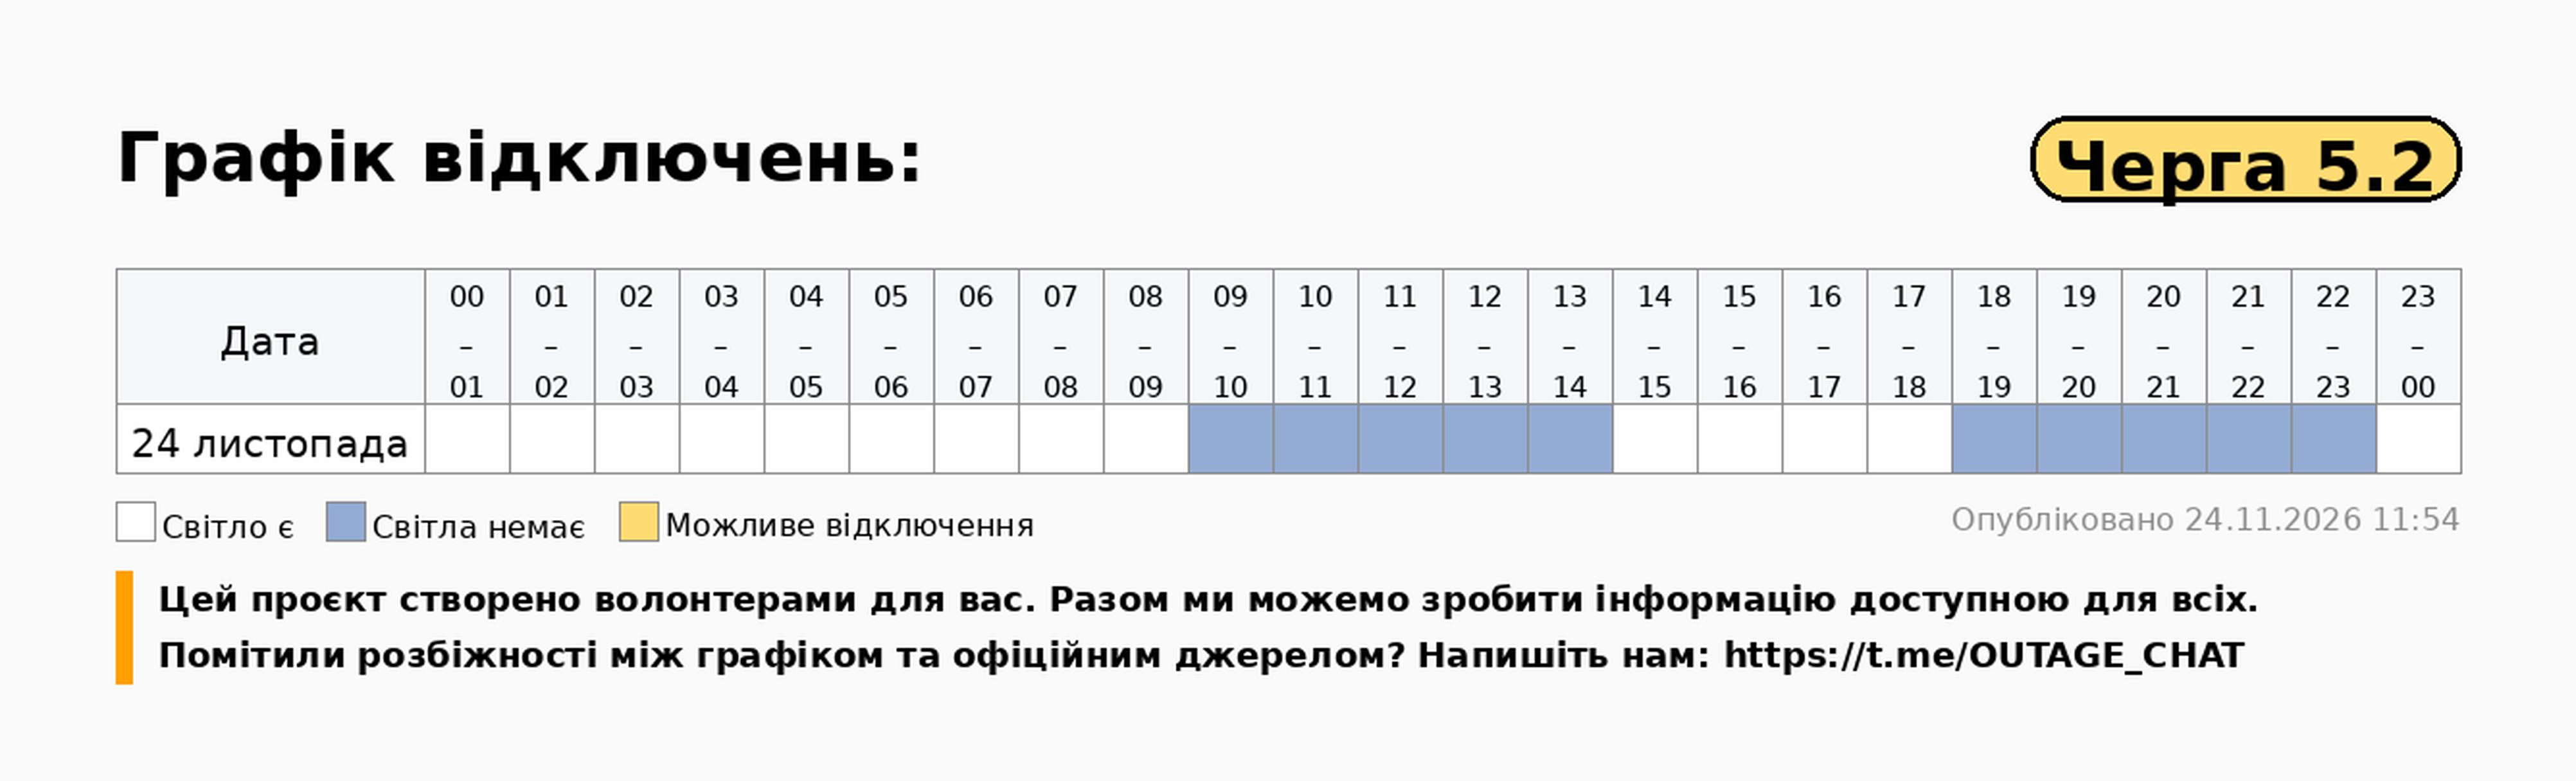 Графік відключень:
Черга 5.2
Дата 00 – 01 01 – 02 02 – 03 03 – 04 04 – 05 05 – 06 06 – 07 07 – 08 08 – 09 09 – 10 10 – 11 11 – 12 12 – 13 13 – 14 14 – 15 15 – 16 16 – 17 17 – 18 18 – 19 19 – 20 20 – 21 21 – 22 22 – 23 23 – 00
24 листопада
Світло є Світла немає Можливе відключення
Опубліковано 24.11.2026 11:54
Цей проєкт створено волонтерами для вас. Разом ми можемо зробити інформацію доступною для всіх.
Помітили розбіжності між графіком та офіційним джерелом? Напишіть нам: https://t.me/OUTAGE_CHAT